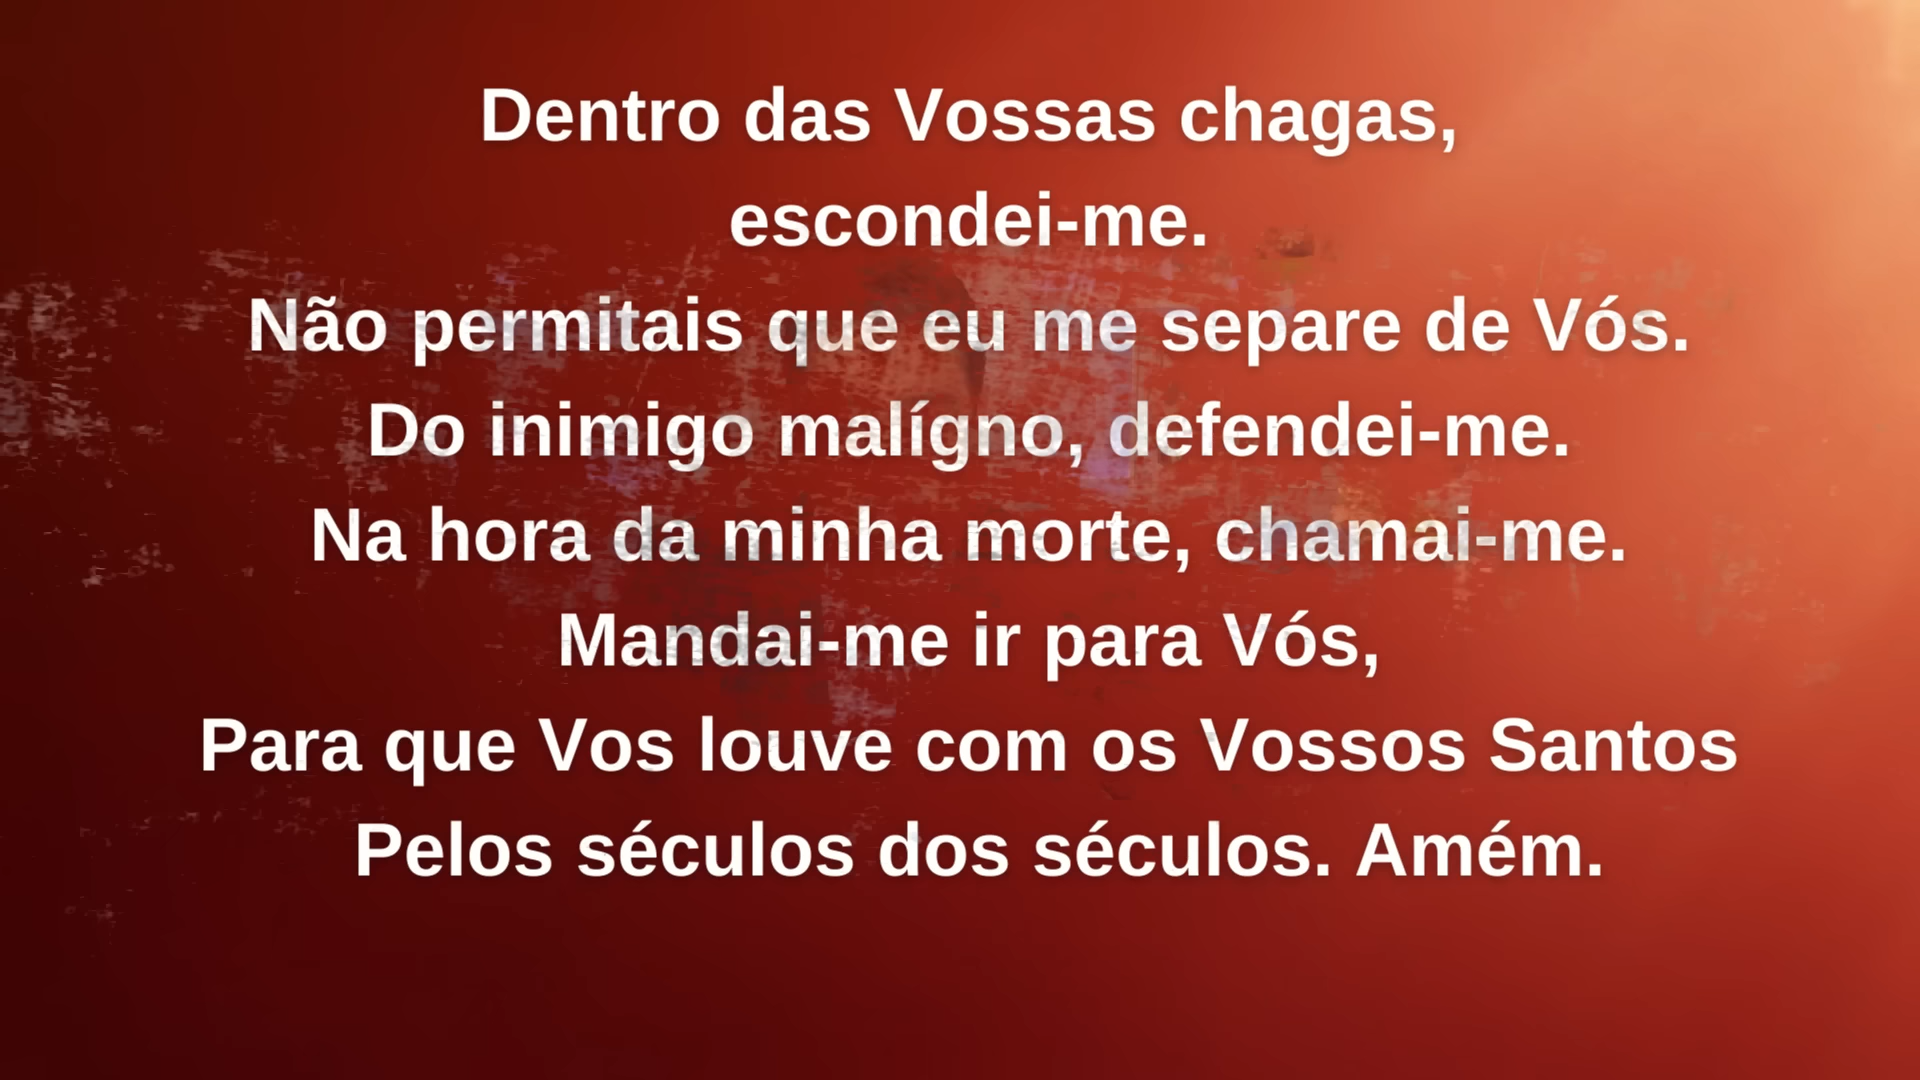 Dentro das Vossas chagas,
escondei-me.
Não permitais que eu me separe de Vós.
Do inimigo malígno, defendei-me.
Na hora da minha morte, chamai-me.
Mandai-me ir para Vós,
Para que Vos louve com os Vossos Santos
Pelos séculos dos séculos. Amém.